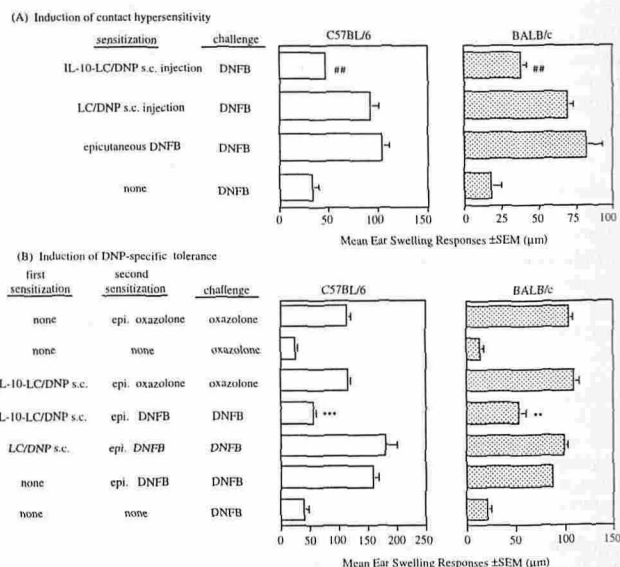 (A) Induction of contact hypersensitivity
C57BL/6 BALB/c
sensitization challenge
IL-10-LC/DNP s.c. injection DNFB ## ##
LC/DNP s.c. injection DNFB
epicutaneous DNFB DNFB
none DNFB
0 50 100 150 0 25 50 75 100
Mean Ear Swelling Responses ±SEM (µm)
(B) Induction of DNP-specific tolerance
first second
sensitization sensitization challenge C57BL/6 BALB/c
none epi. oxazolone oxazolone
none none oxazolone
L-10-LC/DNP s.c. epi. oxazolone oxazolone
L-10-LC/DNP s.c. epi. DNFB DNFB *** **
LC/DNP s.c. epi. DNFB DNFB
none epi. DNFB DNFB
none none DNFB
0 50 100 150 200 250 0 50 100 150
Mean Ear Swelling Responses ±SEM (µm)